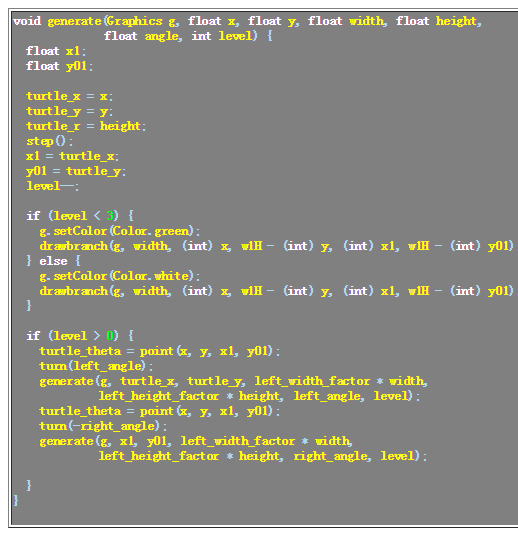 void generate(Graphics g, float x, float y, float width, float height,
float angle, int level) {
float x1;
float y01;
turtle_x = x;
turtle_y = y;
turtle_r = height;
step();
x1 = turtle_x;
y01 = turtle_y;
level--;
if (level < 3) {
g.setColor(Color.green);
drawbranch(g, width, (int) x, w1H - (int) y, (int) x1, w1H - (int) y01)
} else {
g.setColor(Color.white);
drawbranch(g, width, (int) x, w1H - (int) y, (int) x1, w1H - (int) y01)
}
if (level > 0) {
turtle_theta = point(x, y, x1, y01);
turn(left_angle);
generate(g, turtle_x, turtle_y, left_width_factor * width,
left_height_factor * height, left_angle, level);
turtle_theta = point(x, y, x1, y01);
turn(-right_angle);
generate(g, x1, y01, left_width_factor * width,
left_height_factor * height, right_angle, level);
}
}